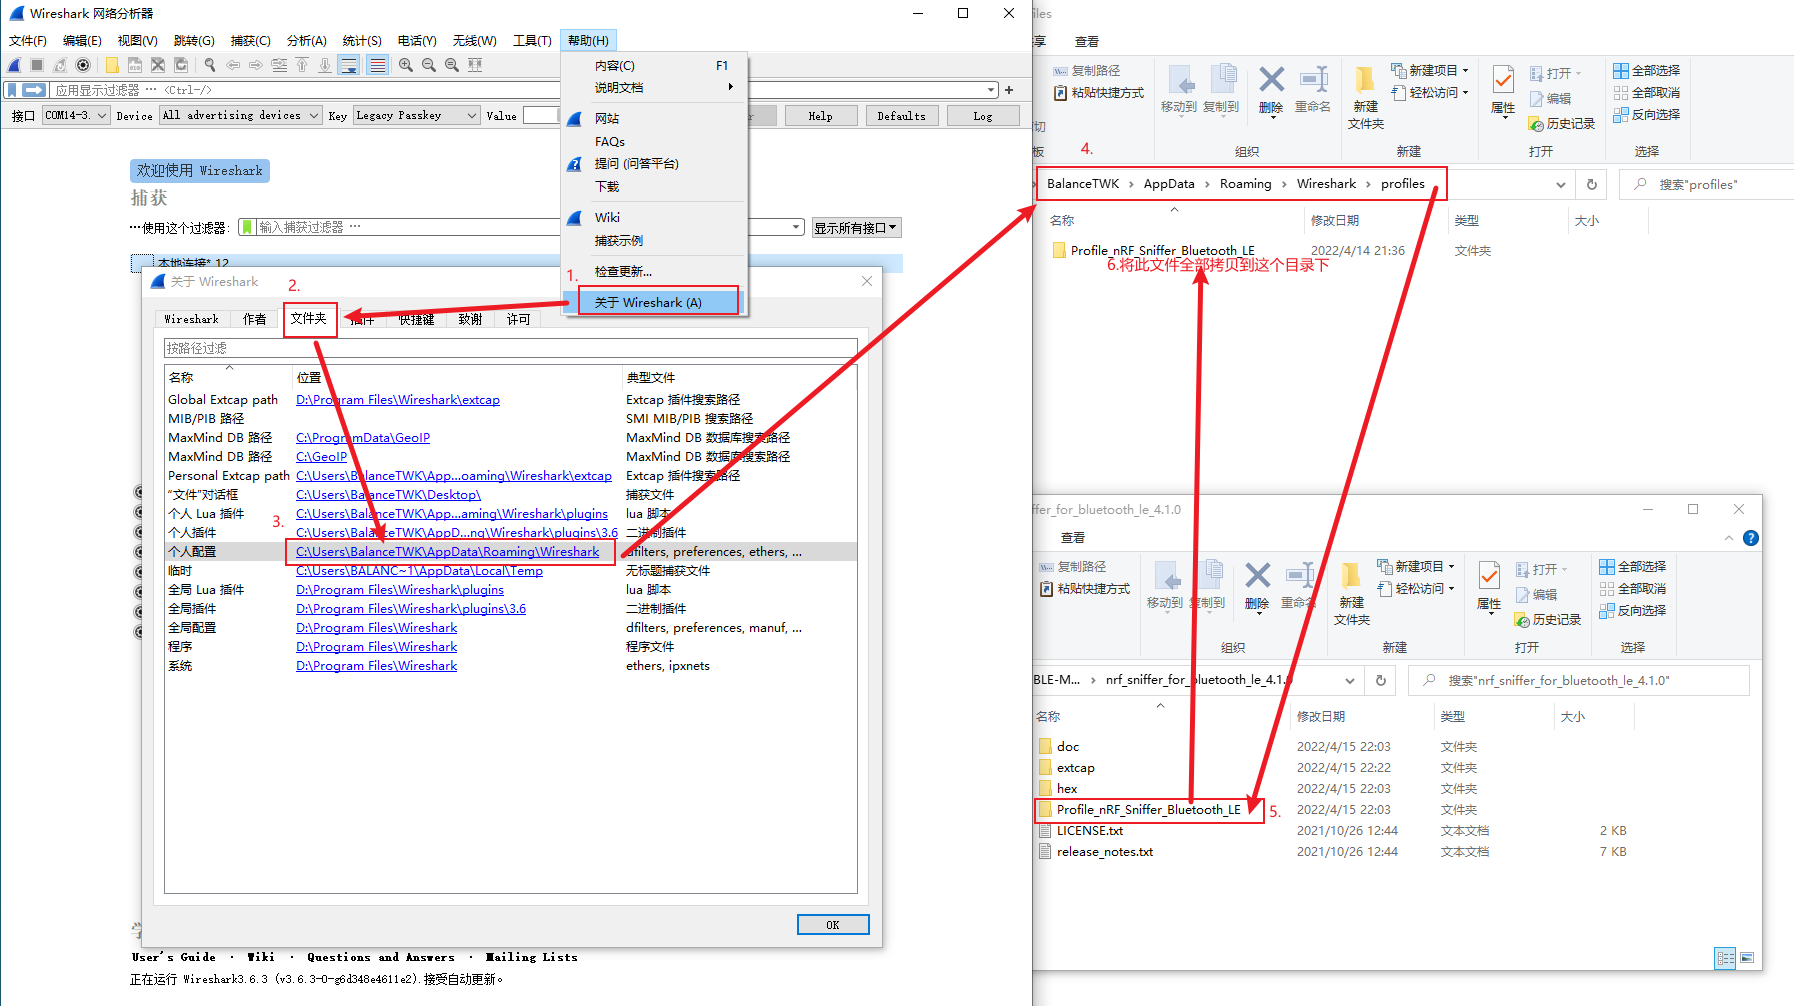 Wireshark 网络分析器
文件(F) 编辑(E) 视图(V) 跳转(G) 捕获(C) 分析(A) 统计(S) 电话(Y) 无线(W) 工具(T) 帮助(H)
应用显示过滤器 … <Ctrl-/>
接口 COM14-3. Device All advertising devices Key Legacy Passkey Value
Help Defaults Log
欢迎使用 Wireshark
捕获
…使用这个过滤器: 输入捕获过滤器 …
显示所有接口
本地连接* 12
内容(C) F1
说明文档
网站
FAQs
提问 (问答平台)
下载
Wiki
捕获示例
检查更新...
1.
关于 Wireshark (A)
关于 Wireshark
2.
Wireshark 作者 文件夹 插件 快捷键 致谢 许可
按路径过滤
名称 位置 典型文件
Global Extcap path D:\Program Files\Wireshark\extcap Extcap 插件搜索路径
MIB/PIB 路径 SMI MIB/PIB 搜索路径
MaxMind DB 路径 C:\ProgramData\GeoIP MaxMind DB 数据库搜索路径
MaxMind DB 路径 C:\GeoIP MaxMind DB 数据库搜索路径
Personal Extcap path C:\Users\BalanceTWK\App...oaming\Wireshark\extcap Extcap 插件搜索路径
“文件”对话框 C:\Users\BalanceTWK\Desktop\ 捕获文件
个人 Lua 插件 C:\Users\BalanceTWK\App...aming\Wireshark\plugins lua 脚本
3.
个人插件 C:\Users\BalanceTWK\AppD...ng\Wireshark\plugins\3.6 二进制插件
个人配置 C:\Users\BalanceTWK\AppData\Roaming\Wireshark dfilters, preferences, ethers, ...
临时 C:\Users\BALANC~1\AppData\Local\Temp 无标题捕获文件
全局 Lua 插件 D:\Program Files\Wireshark\plugins lua 脚本
全局插件 D:\Program Files\Wireshark\plugins\3.6 二进制插件
全局配置 D:\Program Files\Wireshark dfilters, preferences, manuf, ...
程序 D:\Program Files\Wireshark 程序文件
系统 D:\Program Files\Wireshark ethers, ipxnets
OK
User's Guide · Wiki · Questions and Answers · Mailing Lists
正在运行 Wireshark3.6.3 (v3.6.3-0-g6d348e4611e2).接受自动更新。
iles
享 查看
复制路径
粘贴快捷方式
切
板
移动到 复制到 删除 重命名
组织
新建文件夹
新建项目
轻松访问
新建
属性
打开
编辑
历史记录
打开
全部选择
全部取消
反向选择
选择
4.
BalanceTWK AppData Roaming Wireshark profiles
搜索"profiles"
名称 修改日期 类型 大小
Profile_nRF_Sniffer_Bluetooth_LE 2022/4/14 21:36 文件夹
6.将此文件全部拷贝到这个目录下
iffer_for_bluetooth_le_4.1.0
查看
复制路径
粘贴快捷方式
移动到 复制到 删除 重命名
组织
新建文件夹
新建项目
轻松访问
新建
属性
打开
编辑
历史记录
打开
全部选择
全部取消
反向选择
选择
BLE-M... nrf_sniffer_for_bluetooth_le_4.1.0
搜索"nrf_sniffer_for_bluetooth_le_4.1.0"
名称 修改日期 类型 大小
doc 2022/4/15 22:03 文件夹
extcap 2022/4/15 22:22 文件夹
hex 2022/4/15 22:03 文件夹
Profile_nRF_Sniffer_Bluetooth_LE 2022/4/15 22:03 文件夹
5.
LICENSE.txt 2021/10/26 12:44 文本文档 2 KB
release_notes.txt 2021/10/26 12:44 文本文档 7 KB